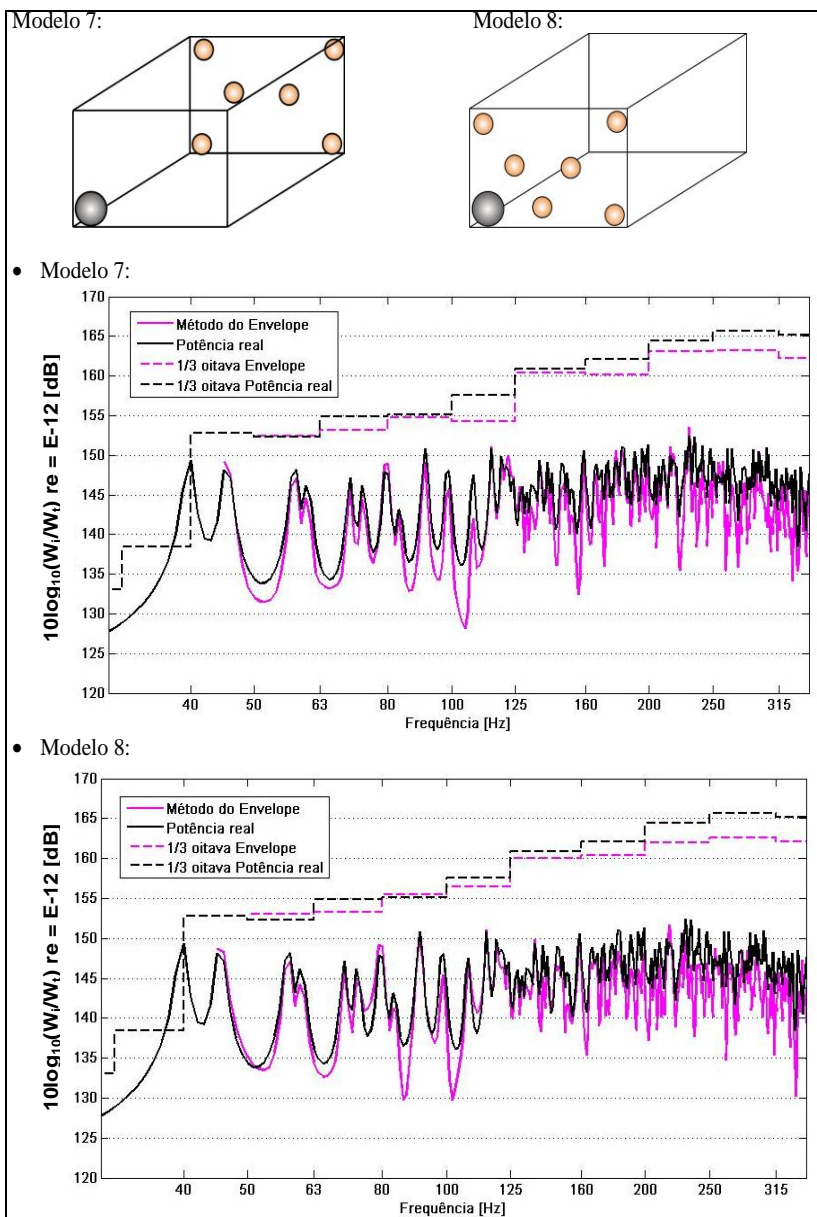 Modelo 7:
Modelo 8:
• Modelo 7:
170
165
160
155
150
145
140
135
130
125
120
10log₁₀(Wᵢ/Wₜ) re = E-12 [dB]
Método do Envelope
Potência real
1/3 oitava Envelope
1/3 oitava Potência real
40 50 63 80 100 125 160 200 250 315
Frequência [Hz]
• Modelo 8:
170
165
160
155
150
145
140
135
130
125
120
10log₁₀(Wᵢ/Wₜ) re = E-12 [dB]
Método do Envelope
Potência real
1/3 oitava Envelope
1/3 oitava Potência real
40 50 63 80 100 125 160 200 250 315
Frequência [Hz]